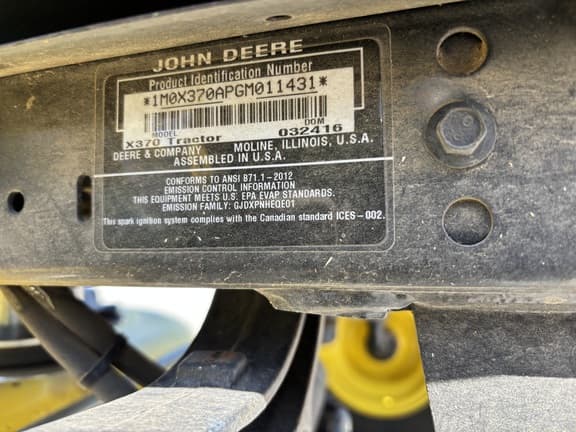 JOHN DEERE
Product Identification Number
*1M0X370APGM011431*
MODEL DOM
X370 Tractor 032416
DEERE & COMPANY MOLINE, ILLINOIS, U.S.A.
ASSEMBLED IN U.S.A.
CONFORMS TO ANSI B71.1-2012
EMISSION CONTROL INFORMATION
THIS EQUIPMENT MEETS U.S. EPA EVAP STANDARDS.
EMISSION FAMILY: GJDXPNHEQE01
This spark ignition system complies with the Canadian standard ICES-002.